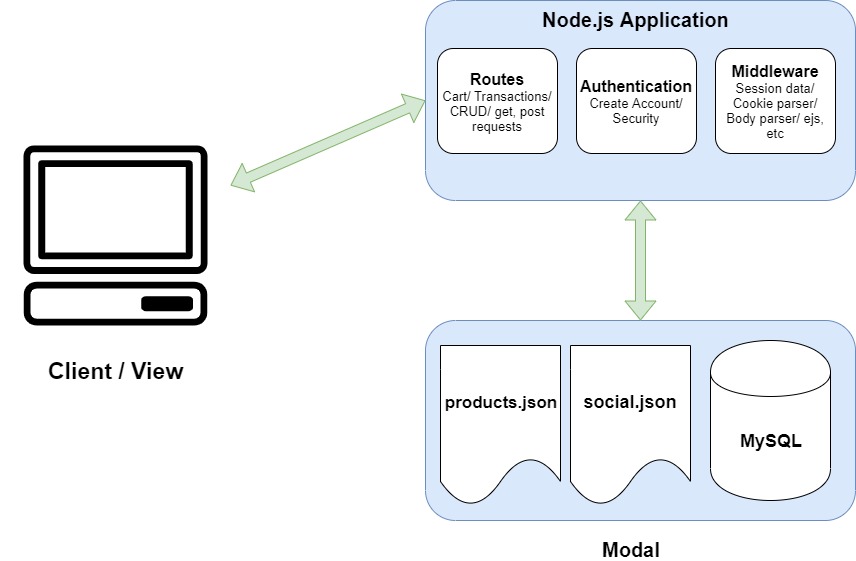 Node.js Application
Routes
Cart/ Transactions/
CRUD/ get, post
requests
Authentication
Create Account/
Security
Middleware
Session data/
Cookie parser/
Body parser/ ejs,
etc
Client / View
products.json
social.json
MySQL
Modal